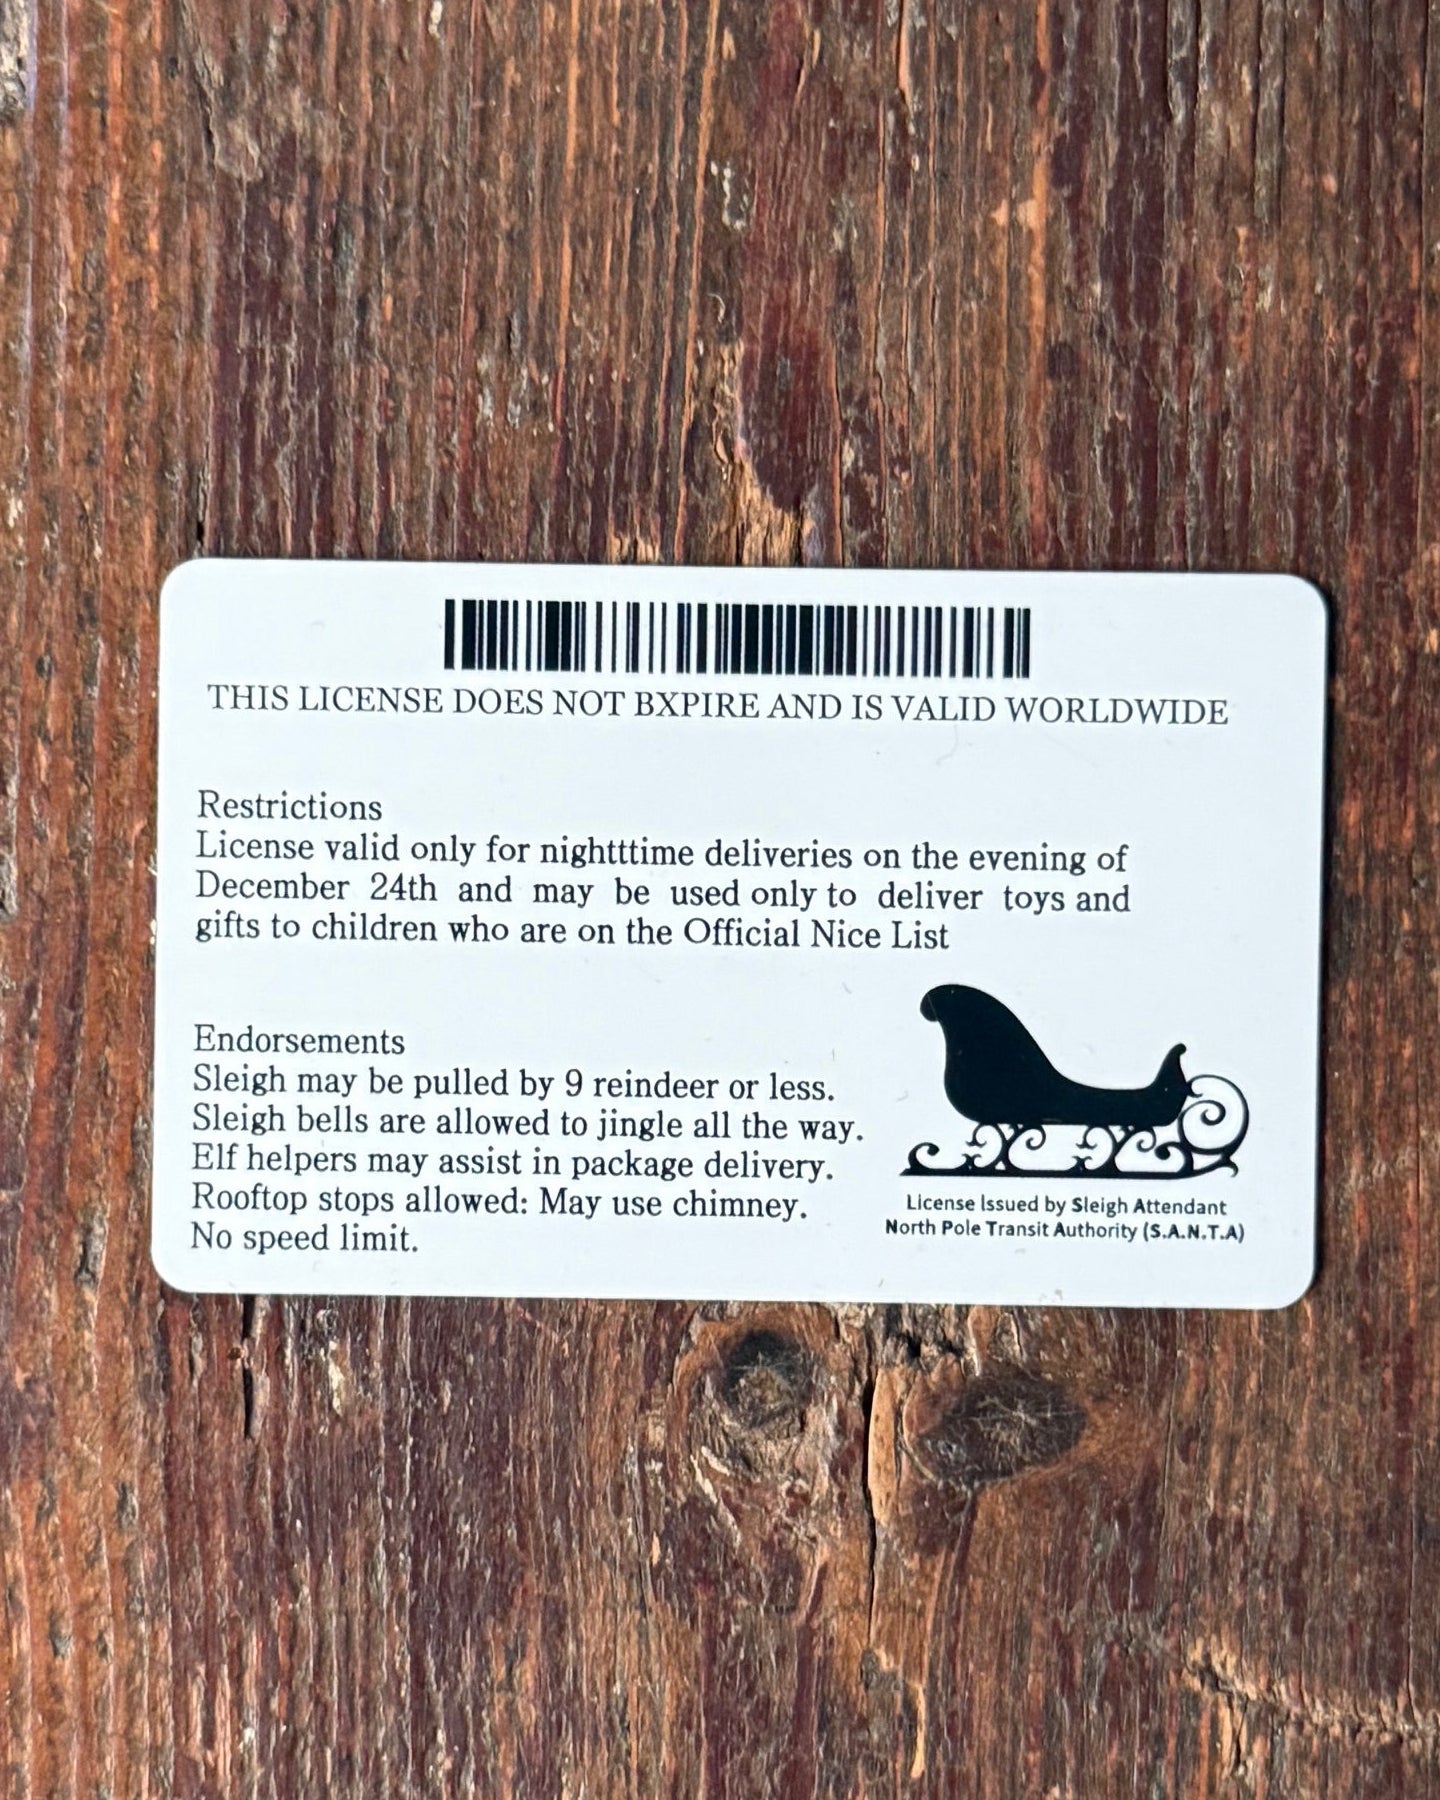 THIS LICENSE DOES NOT BXPIRE AND IS VALID WORLDWIDE
Restrictions
License valid only for nightttime deliveries on the evening of
December 24th and may be used only to deliver toys and
gifts to children who are on the Official Nice List
Endorsements
Sleigh may be pulled by 9 reindeer or less.
Sleigh bells are allowed to jingle all the way.
Elf helpers may assist in package delivery.
Rooftop stops allowed: May use chimney.
No speed limit.
License Issued by Sleigh Attendant
North Pole Transit Authority (S.A.N.T.A)